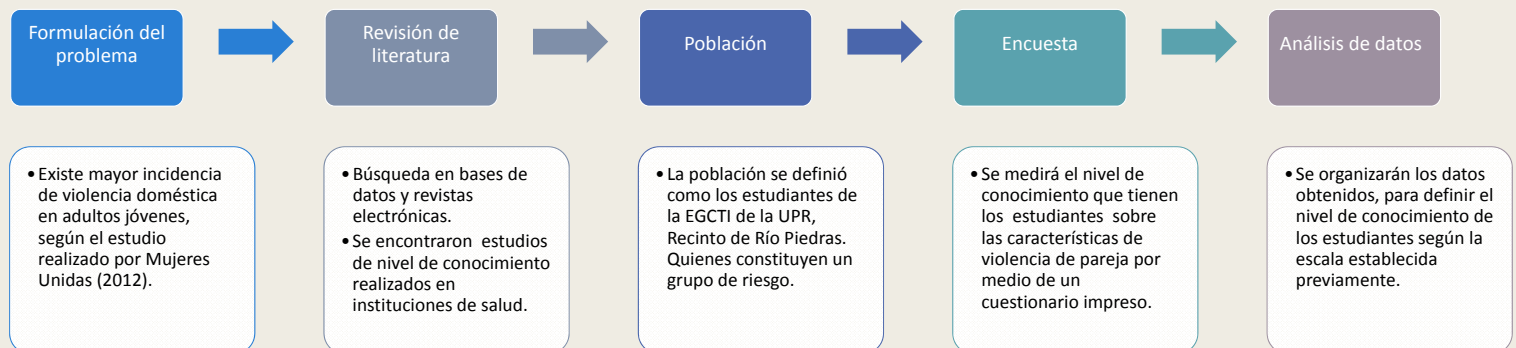 Formulación del
problema
Revisión de
literatura
Población
Encuesta
Análisis de datos
• Existe mayor incidencia
de violencia doméstica
en adultos jóvenes,
según el estudio
realizado por Mujeres
Unidas (2012).
• Búsqueda en bases de
datos y revistas
electrónicas.
• Se encontraron estudios
de nivel de conocimiento
realizados en
instituciones de salud.
• La población se definió
como los estudiantes de
la EGCTI de la UPR,
Recinto de Río Piedras.
Quienes constituyen un
grupo de riesgo.
• Se medirá el nivel de
conocimiento que tienen
los estudiantes sobre
las características de
violencia de pareja por
medio de un
cuestionario impreso.
• Se organizarán los datos
obtenidos, para definir el
nivel de conocimiento de
los estudiantes según la
escala establecida
previamente.